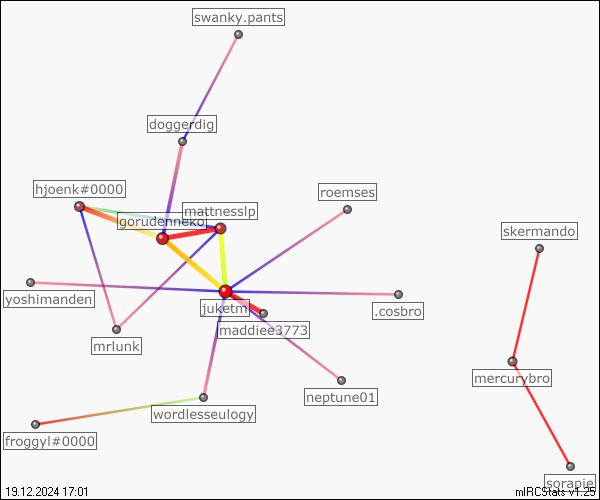 swanky.pants
doggerdig
hjoenk#0000
roemses
mattnesslp
gorudenneko
skermando
yoshimanden
juketm
.cosbro
maddiee3773
mrlunk
mercurybro
neptune01
wordlesseulogy
froggyl#0000
sorapie
19.12.2024 17:01
mIRCStats v1.25